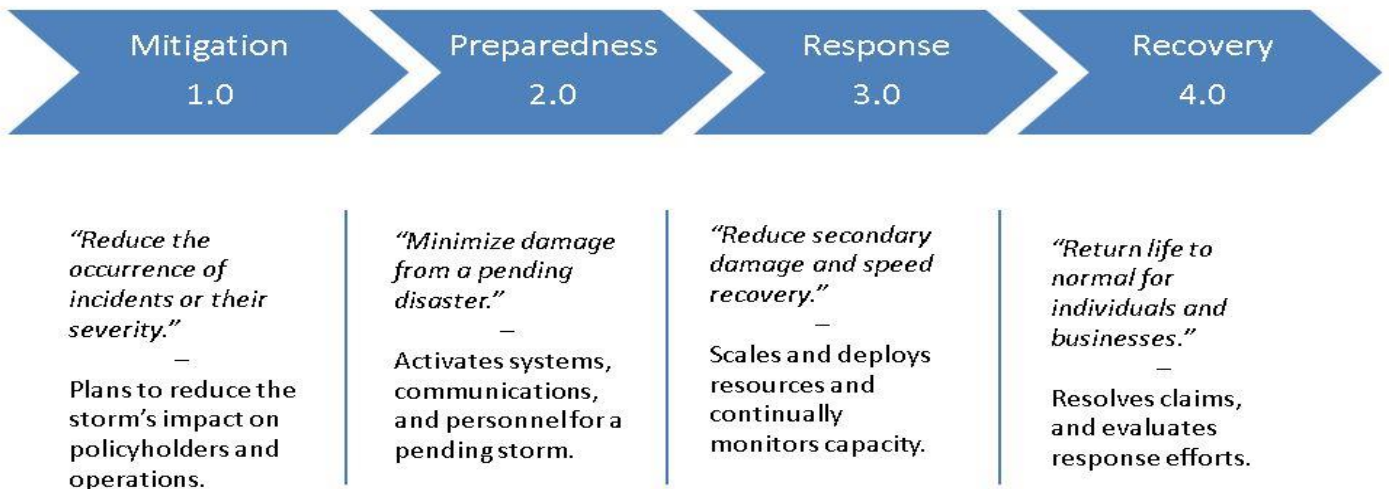 Mitigation
1.0
Preparedness
2.0
Response
3.0
Recovery
4.0
“Reduce the
occurrence of
incidents or their
severity.”
–
Plans to reduce the
storm’s impact on
policyholders and
operations.
“Minimize damage
from a pending
disaster.”
–
Activates systems,
communications,
and personnel for a
pending storm.
“Reduce secondary
damage and speed
recovery.”
–
Scales and deploys
resources and
continually
monitors capacity.
“Return life to
normal for
individuals and
businesses.”
–
Resolves claims,
and evaluates
response efforts.